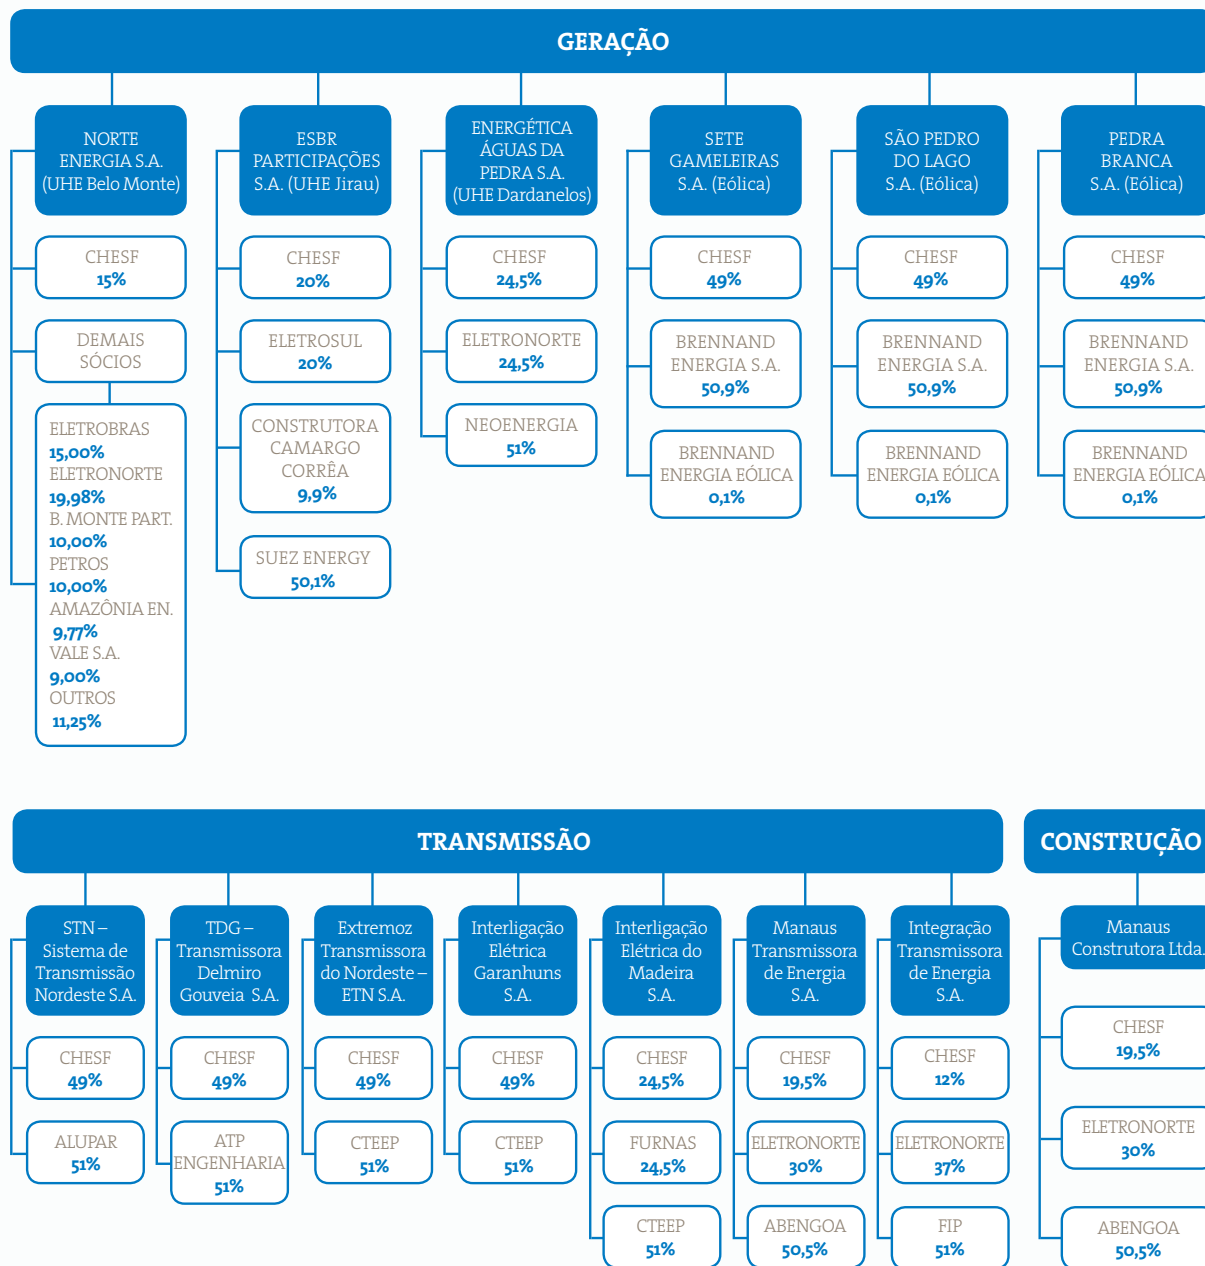 GERAÇÃO
NORTE
ENERGIA S.A.
(UHE Belo Monte)
CHESF
15%
DEMAIS
SÓCIOS
ELETROBRAS
15,00%
ELETRONORTE
19,98%
B. MONTE PART.
10,00%
PETROS
10,00%
AMAZÔNIA EN.
9,77%
VALE S.A.
9,00%
OUTROS
11,25%
ESBR
PARTICIPAÇÕES
S.A. (UHE Jirau)
CHESF
20%
ELETROSUL
20%
CONSTRUTORA
CAMARGO
CORRÊA
9,9%
SUEZ ENERGY
50,1%
ENERGÉTICA
ÁGUAS DA
PEDRA S.A.
(UHE Dardanelos)
CHESF
24,5%
ELETRONORTE
24,5%
NEOENERGIA
51%
SETE
GAMELEIRAS
S.A. (Eólica)
CHESF
49%
BRENNAND
ENERGIA S.A.
50,9%
BRENNAND
ENERGIA EÓLICA
0,1%
SÃO PEDRO
DO LAGO
S.A. (Eólica)
CHESF
49%
BRENNAND
ENERGIA S.A.
50,9%
BRENNAND
ENERGIA EÓLICA
0,1%
PEDRA
BRANCA
S.A. (Eólica)
CHESF
49%
BRENNAND
ENERGIA S.A.
50,9%
BRENNAND
ENERGIA EÓLICA
0,1%
TRANSMISSÃO
STN –
Sistema de
Transmissão
Nordeste S.A.
CHESF
49%
ALUPAR
51%
TDG –
Transmissora
Delmiro
Gouveia S.A.
CHESF
49%
ATP
ENGENHARIA
51%
Extremoz
Transmissora
do Nordeste –
ETN S.A.
CHESF
49%
CTEEP
51%
Interligação
Elétrica
Garanhuns
S.A.
CHESF
49%
CTEEP
51%
Interligação
Elétrica do
Madeira
S.A.
CHESF
24,5%
FURNAS
24,5%
CTEEP
51%
Manaus
Transmissora
de Energia
S.A.
CHESF
19,5%
ELETRONORTE
30%
ABENGOA
50,5%
Integração
Transmissora
de Energia
S.A.
CHESF
12%
ELETRONORTE
37%
FIP
51%
CONSTRUÇÃO
Manaus
Construtora Ltda.
CHESF
19,5%
ELETRONORTE
30%
ABENGOA
50,5%